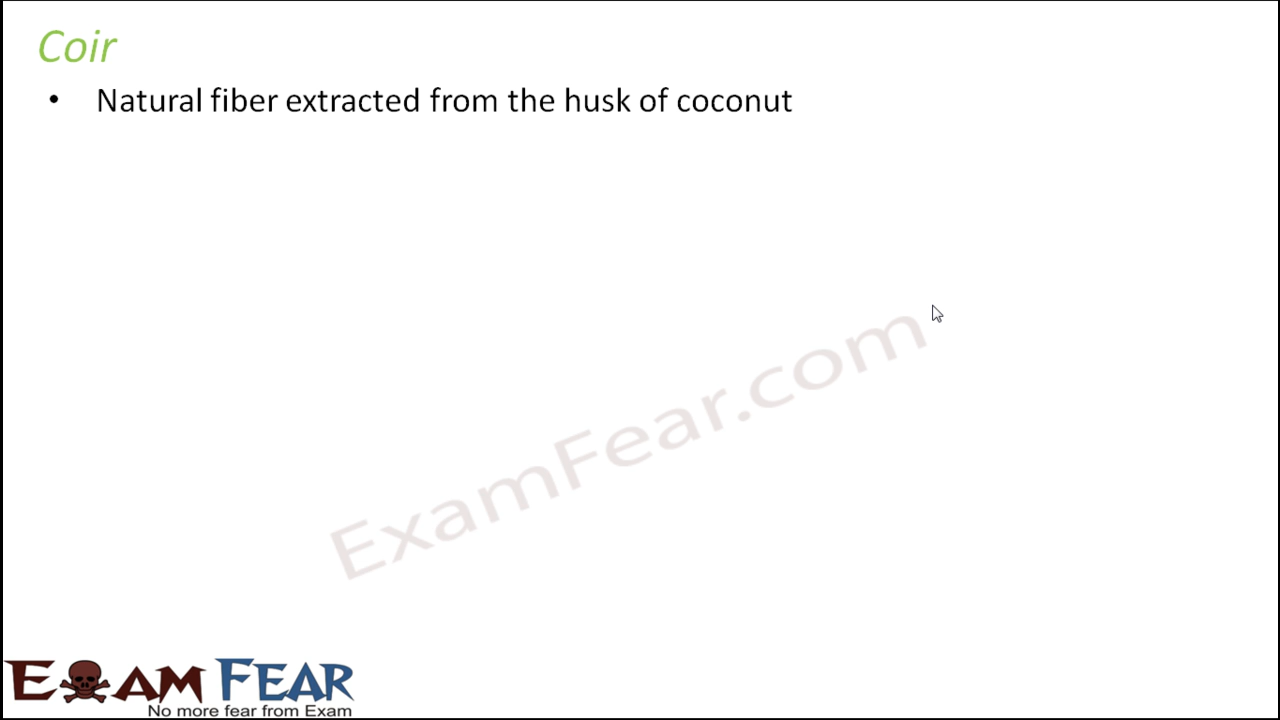 Coir
• Natural fiber extracted from the husk of coconut
ExamFear.com
EXAM FEAR
No more fear from Exam